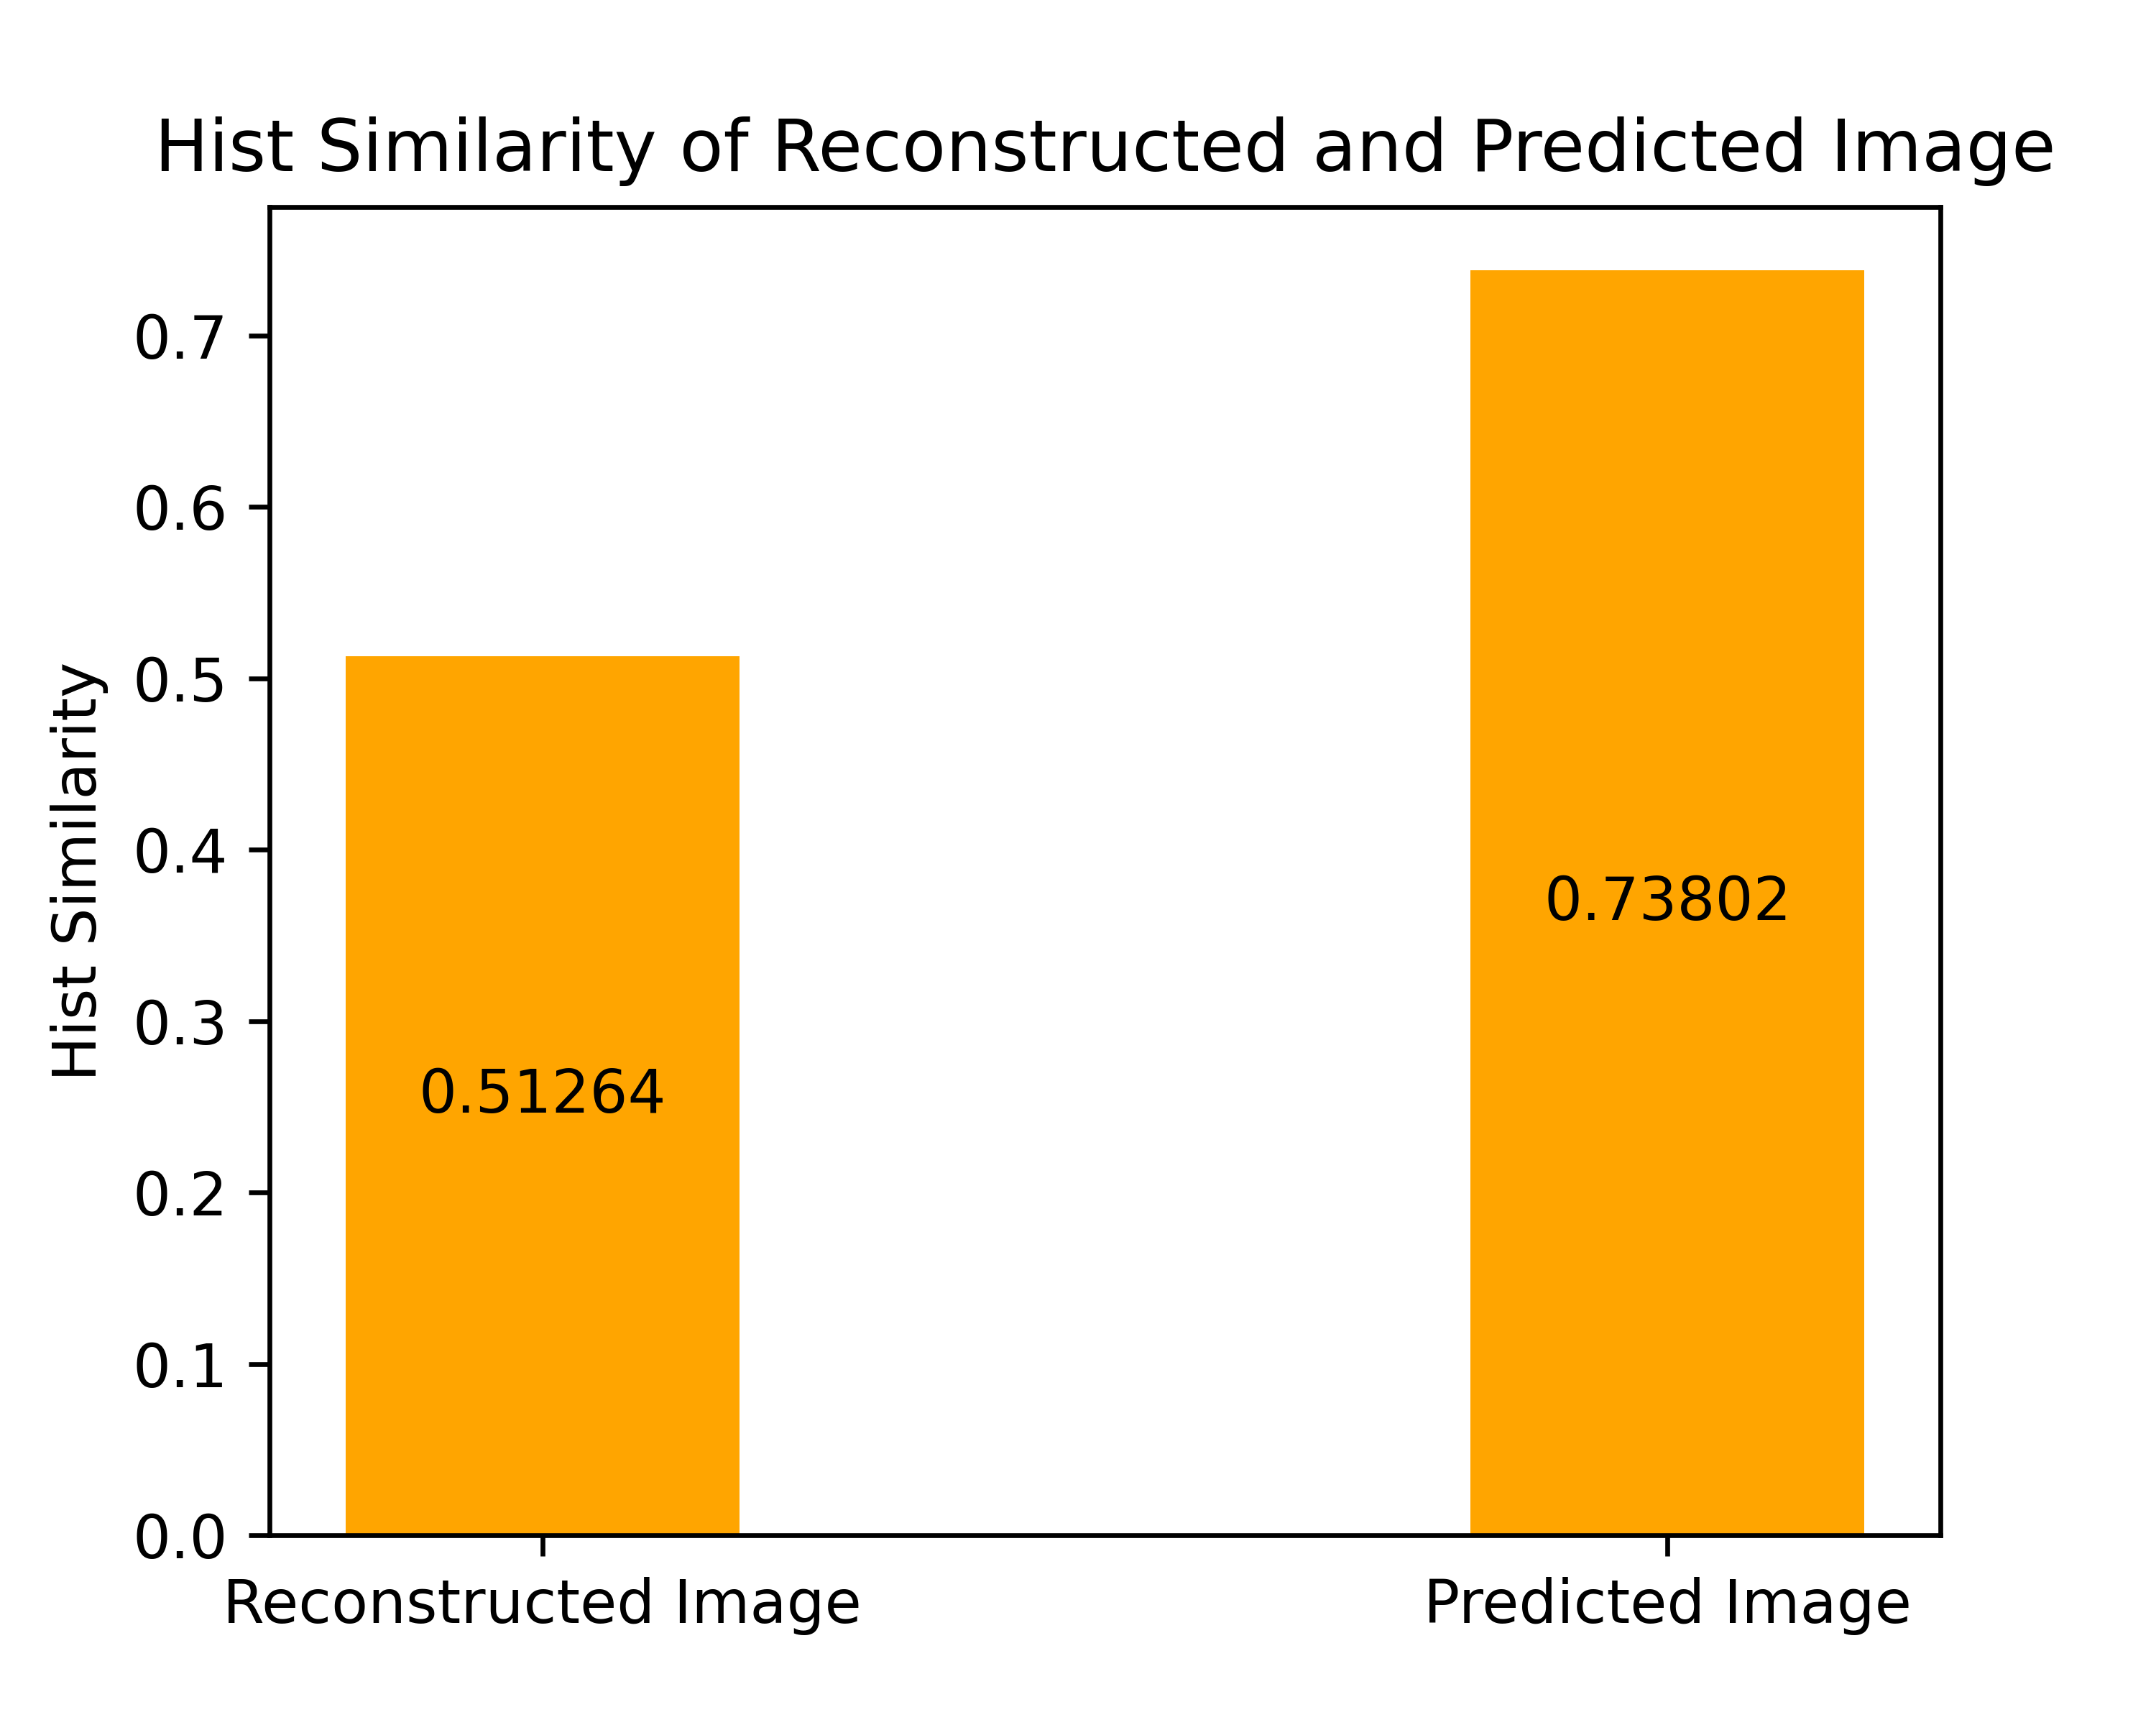 Hist Similarity of Reconstructed and Predicted Image
Hist Similarity
0.7
0.6
0.5
0.4
0.3
0.2
0.1
0.0
0.51264
0.73802
Reconstructed Image
Predicted Image